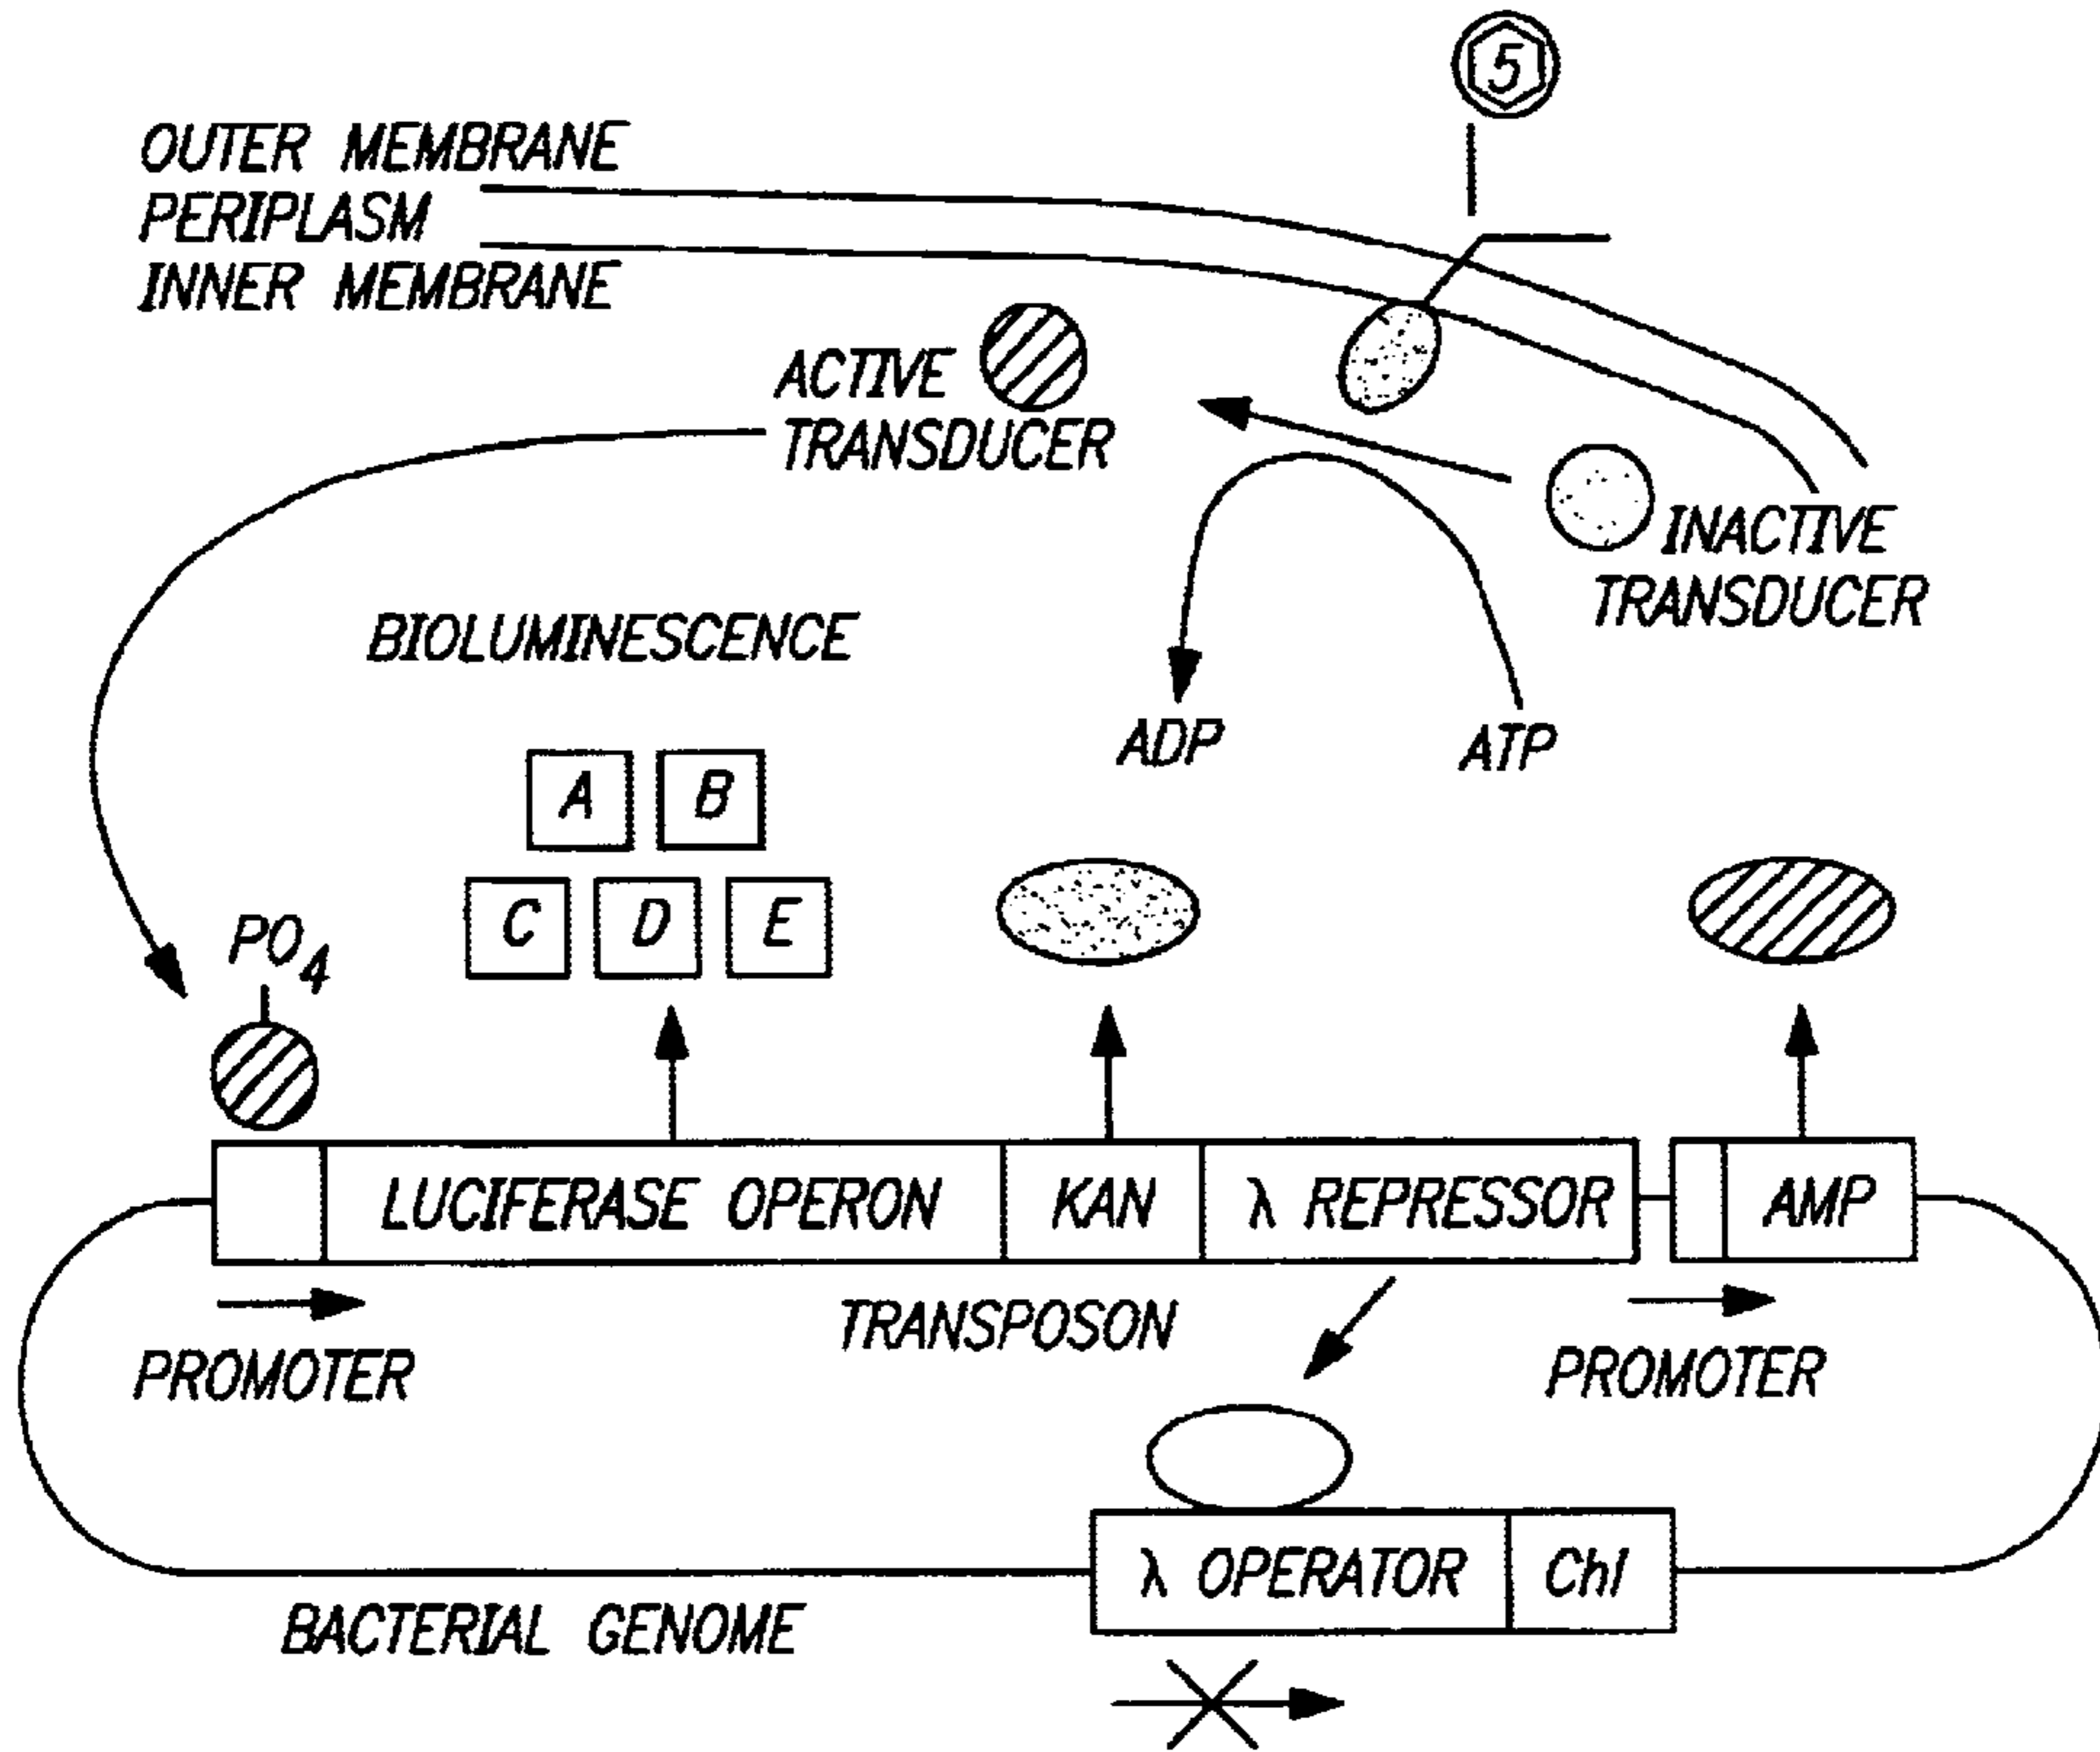 5
OUTER MEMBRANE
PERIPLASM
INNER MEMBRANE
ACTIVE
TRANSDUCER
INACTIVE
TRANSDUCER
BIOLUMINESCENCE
ADP
ATP
A B
C D E
PO4
LUCIFERASE OPERON KAN λ REPRESSOR AMP
TRANSPOSON
PROMOTER
PROMOTER
λ OPERATOR Chl
BACTERIAL GENOME